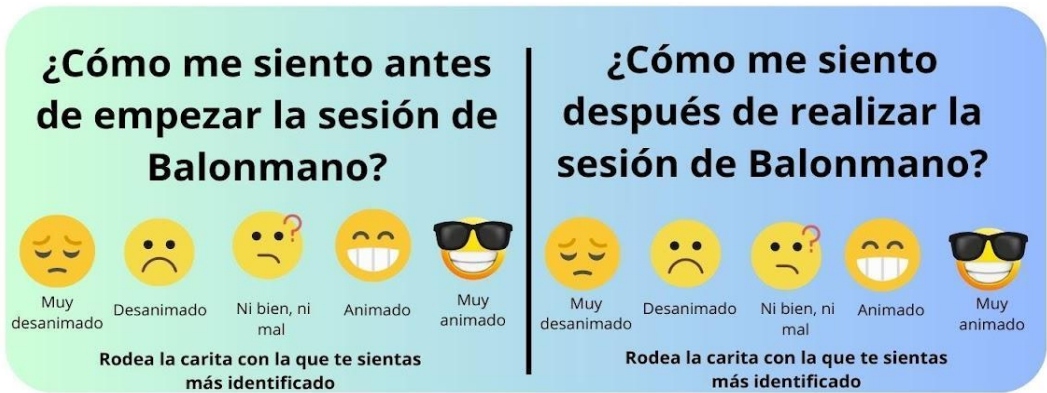 ¿Cómo me siento antes
de empezar la sesión de
Balonmano?
Muy
desanimado
Desanimado
Ni bien, ni
mal
Animado
Muy
animado
Rodea la carita con la que te sientas
más identificado
¿Cómo me siento
después de realizar la
sesión de Balonmano?
Muy
desanimado
Desanimado
Ni bien, ni
mal
Animado
Muy
animado
Rodea la carita con la que te sientas
más identificado